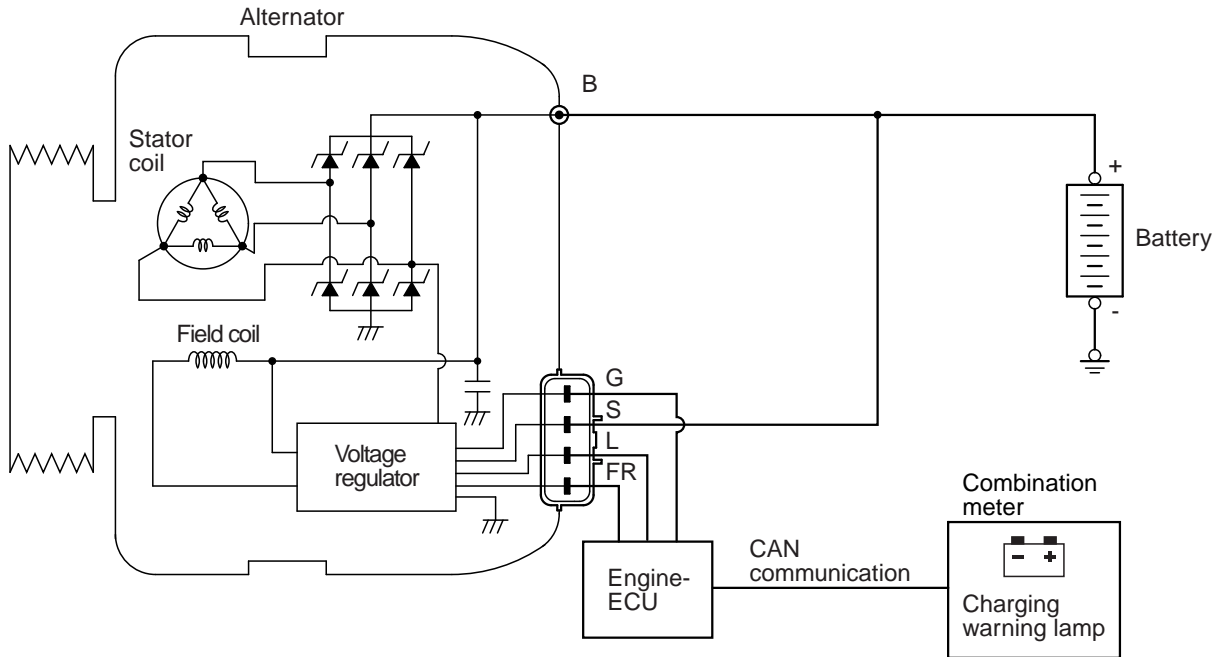 Alternator
B
Stator
coil
+
Battery
-
Field coil
G
S
L
FR
Voltage
regulator
Combination
meter
- +
CAN
communication
Engine-
ECU
Charging
warning lamp